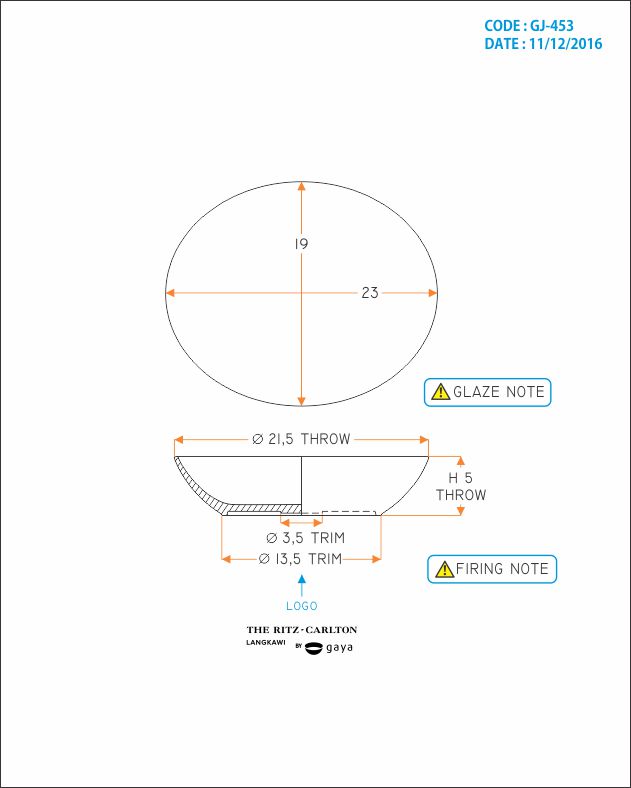 CODE : GJ-453
DATE : 11/12/2016
19
23
GLAZE NOTE
Ø 21,5 THROW
H 5
THROW
Ø 3,5 TRIM
Ø 13,5 TRIM
FIRING NOTE
LOGO
THE RITZ-CARLTON
LANGKAWI
BY gaya